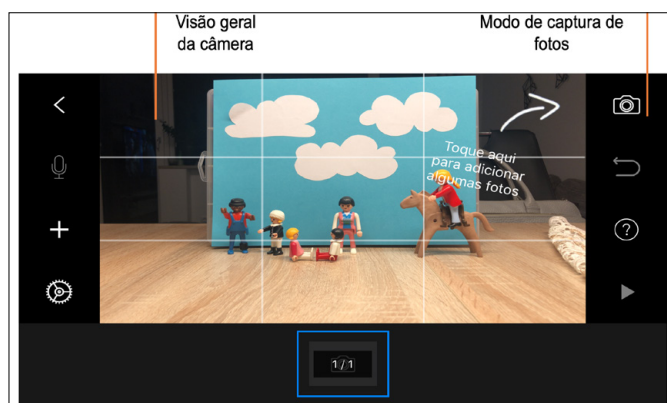 Visão geral
da câmera
Modo de captura de
fotos
Toque aqui
para adicionar
algumas fotos
?
1/1